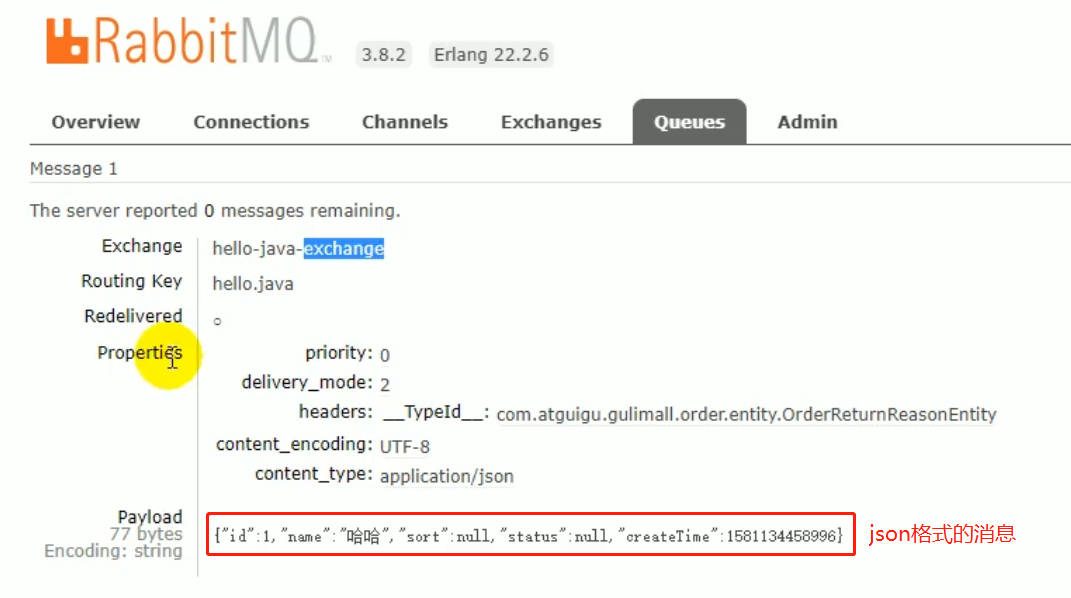 RabbitMQ TM 3.8.2 Erlang 22.2.6
Overview Connections Channels Exchanges Queues Admin
Message 1
The server reported 0 messages remaining.
Exchange hello-java-exchange
Routing Key hello.java
Redelivered ○
Properties priority: 0
delivery_mode: 2
headers: __TypeId__: com.atguigu.gulimall.order.entity.OrderReturnReasonEntity
content_encoding: UTF-8
content_type: application/json
Payload
77 bytes
Encoding: string
{"id":1,"name":"哈哈","sort":null,"status":null,"createTime":1581134458996} json格式的消息